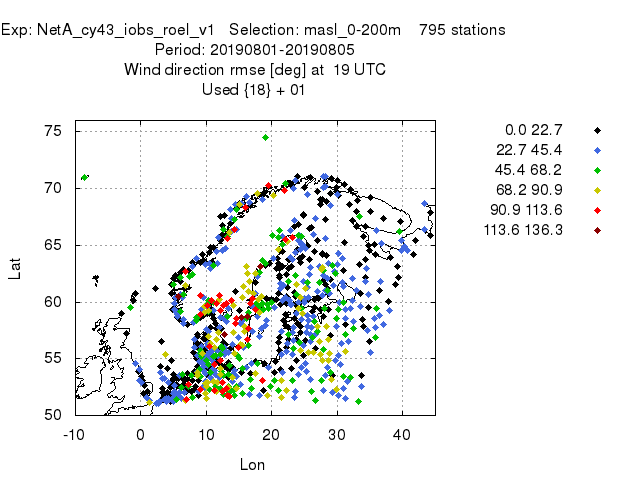 Exp: NetA_cy43_iobs_roel_v1 Selection: masl_0-200m 795 stations
Period: 20190801-20190805
Wind direction rmse [deg] at 19 UTC
Used {18} + 01
0.0 22.7
22.7 45.4
45.4 68.2
68.2 90.9
90.9 113.6
113.6 136.3
75
70
65
60
55
50
Lat
-10 0 10 20 30 40
Lon